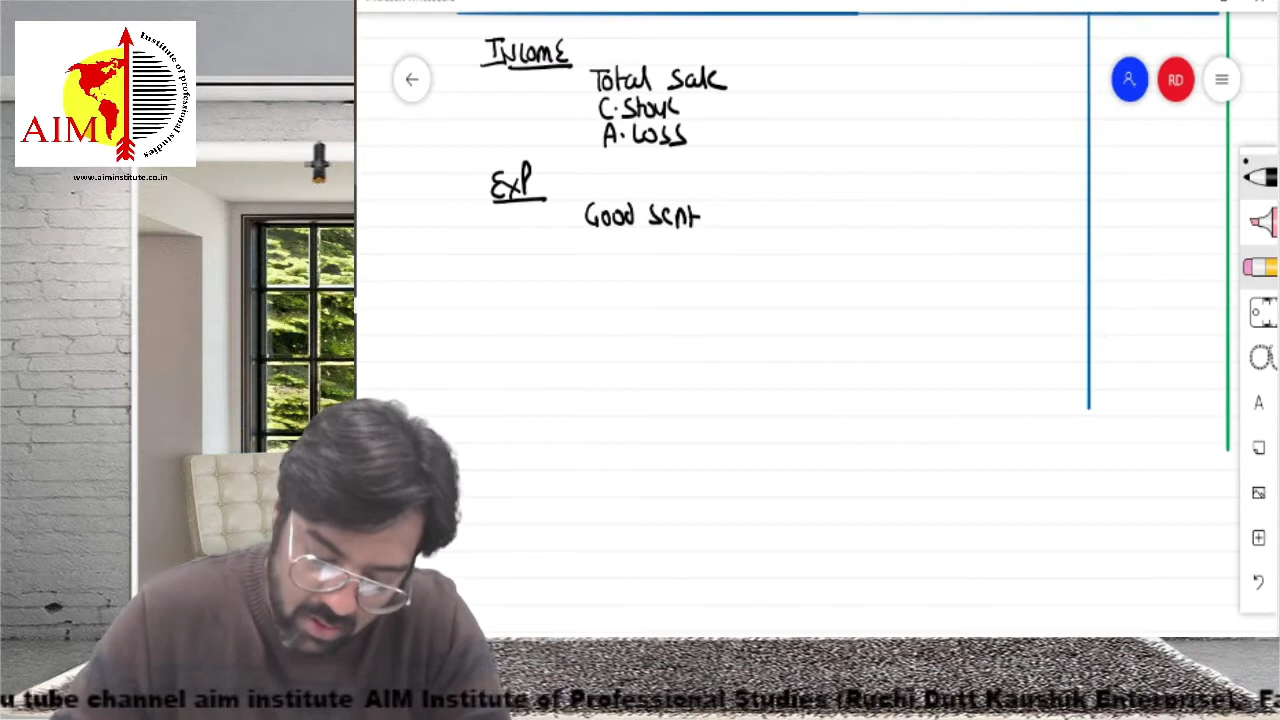 INCOME
Total Sale
C. Stock
A. Loss
EXP
Good sent
RD
A
AIM
Institute of professional studies
www.aiminstitute.co.in
u tube channel aim institute AIM Institute of Professional Studies (Ruchi Dutt Kaushik Enterprise), F